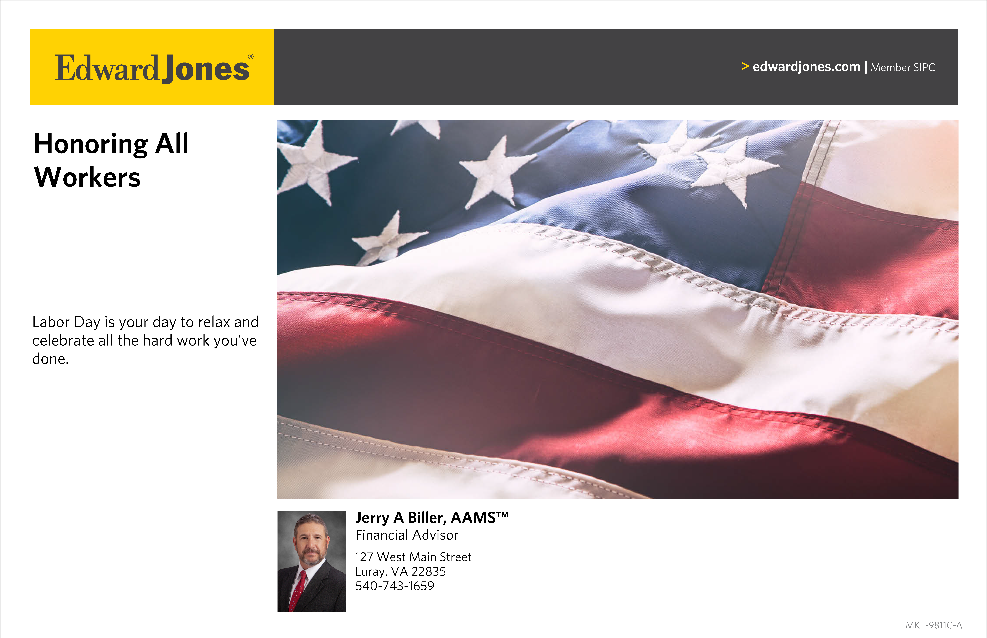 Edward Jones®
> edwardjones.com | Member SIPC
Honoring All
Workers
Labor Day is your day to relax and
celebrate all the hard work you've
done.
Jerry A Biller, AAMS™
Financial Advisor
127 West Main Street
Luray, VA 22835
540-743-1659